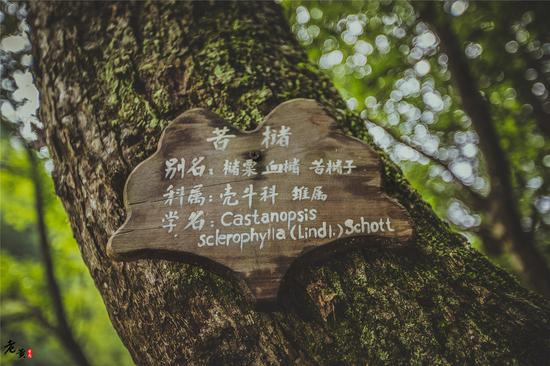 苦槠
别名:槠栗 血槠 苦槠子
科属:壳斗科 锥属
学名:Castanopsis
sclerophylla(Lindl.)Schott